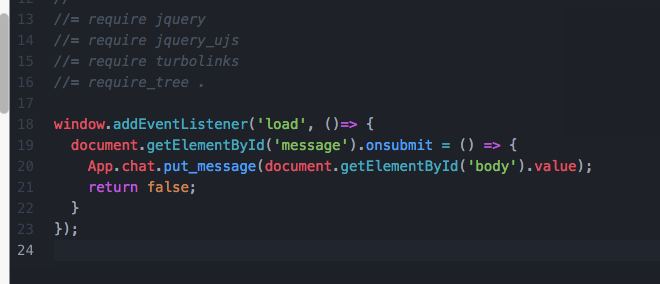 12 //
13 //= require jquery
14 //= require jquery_ujs
15 //= require turbolinks
16 //= require_tree .
17
18 window.addEventListener('load', ()=> {
19   document.getElementById('message').onsubmit = () => {
20     App.chat.put_message(document.getElementById('body').value);
21     return false;
22   }
23 });
24